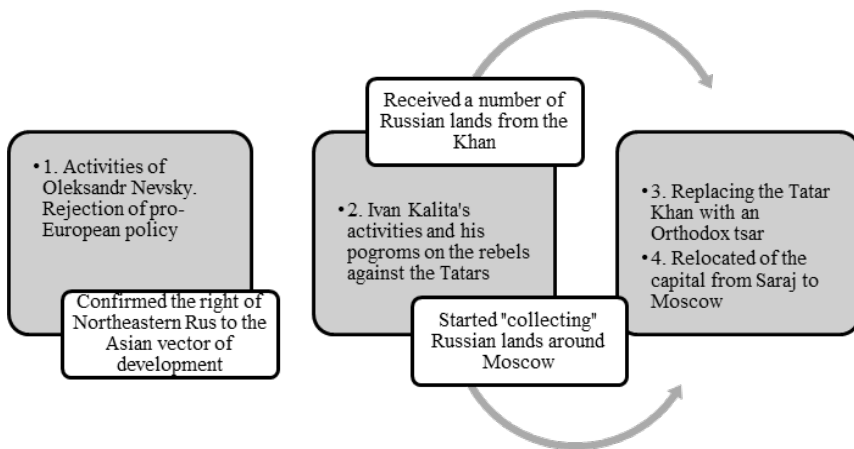 • 1. Activities of
Oleksandr Nevsky.
Rejection of pro-
European policy
Confirmed the right of
Northeastern Rus to the
Asian vector of
development
Received a number of
Russian lands from the
Khan
• 2. Ivan Kalita's
activities and his
pogroms on the rebels
against the Tatars
Started "collecting"
Russian lands around
Moscow
• 3. Replacing the Tatar
Khan with an
Orthodox tsar
• 4. Relocated of the
capital from Saraj to
Moscow